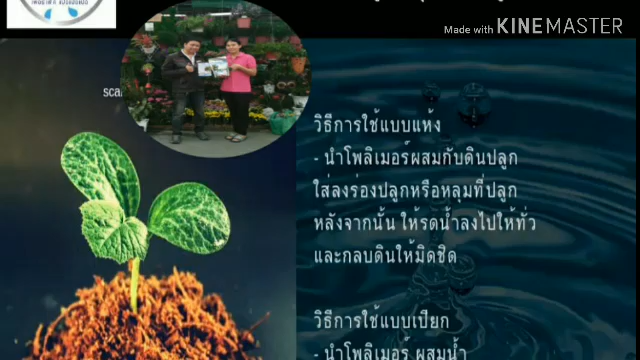 Made with KINEMASTER
วิธีการใช้แบบแห้ง
- นำโพลิเมอร์ผสมกับดินปลูก
ใส่ลงร่องปลูกหรือหลุมที่ปลูก
หลังจากนั้น ให้รดน้ำลงไปให้ทั่ว
และกลบดินให้มิดชิด
วิธีการใช้แบบเปียก
- นำโพลิเมอร์ ผสมน้ำ